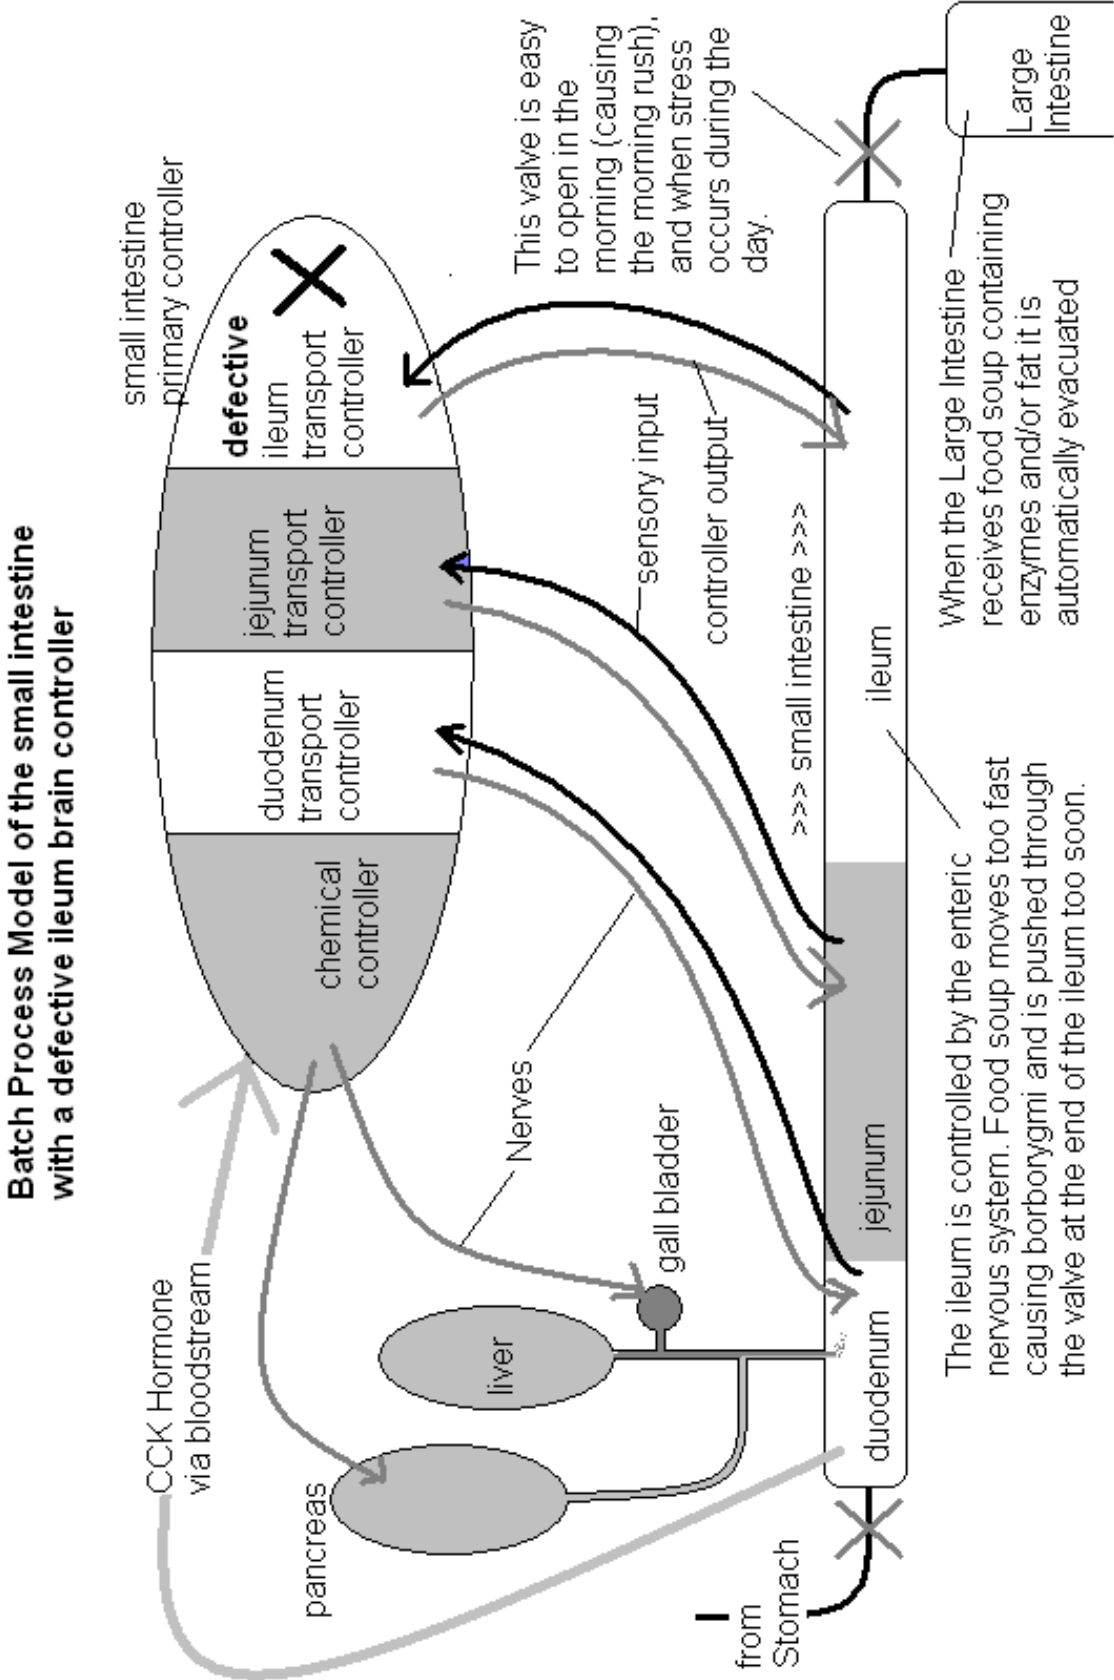 Batch Process Model of the small intestine
with a defective ileum brain controller
CCK Hormone
via bloodstream
small intestine
primary controller
chemical
controller
duodenum
transport
controller
jejunum
transport
controller
defective
ileum
transport
controller
pancreas
liver
gall bladder
Nerves
sensory input
controller output
This valve is easy
to open in the
morning (causing
the morning rush),
and when stress
occurs during the
day.
from
Stomach
>>> small intestine >>>
duodenum
jejunum
ileum
Large
Intestine
The ileum is controlled by the enteric
nervous system. Food soup moves too fast
causing borborygmi and is pushed through
the valve at the end of the ileum too soon.
When the Large Intestine
receives food soup containing
enzymes and/or fat it is
automatically evacuated